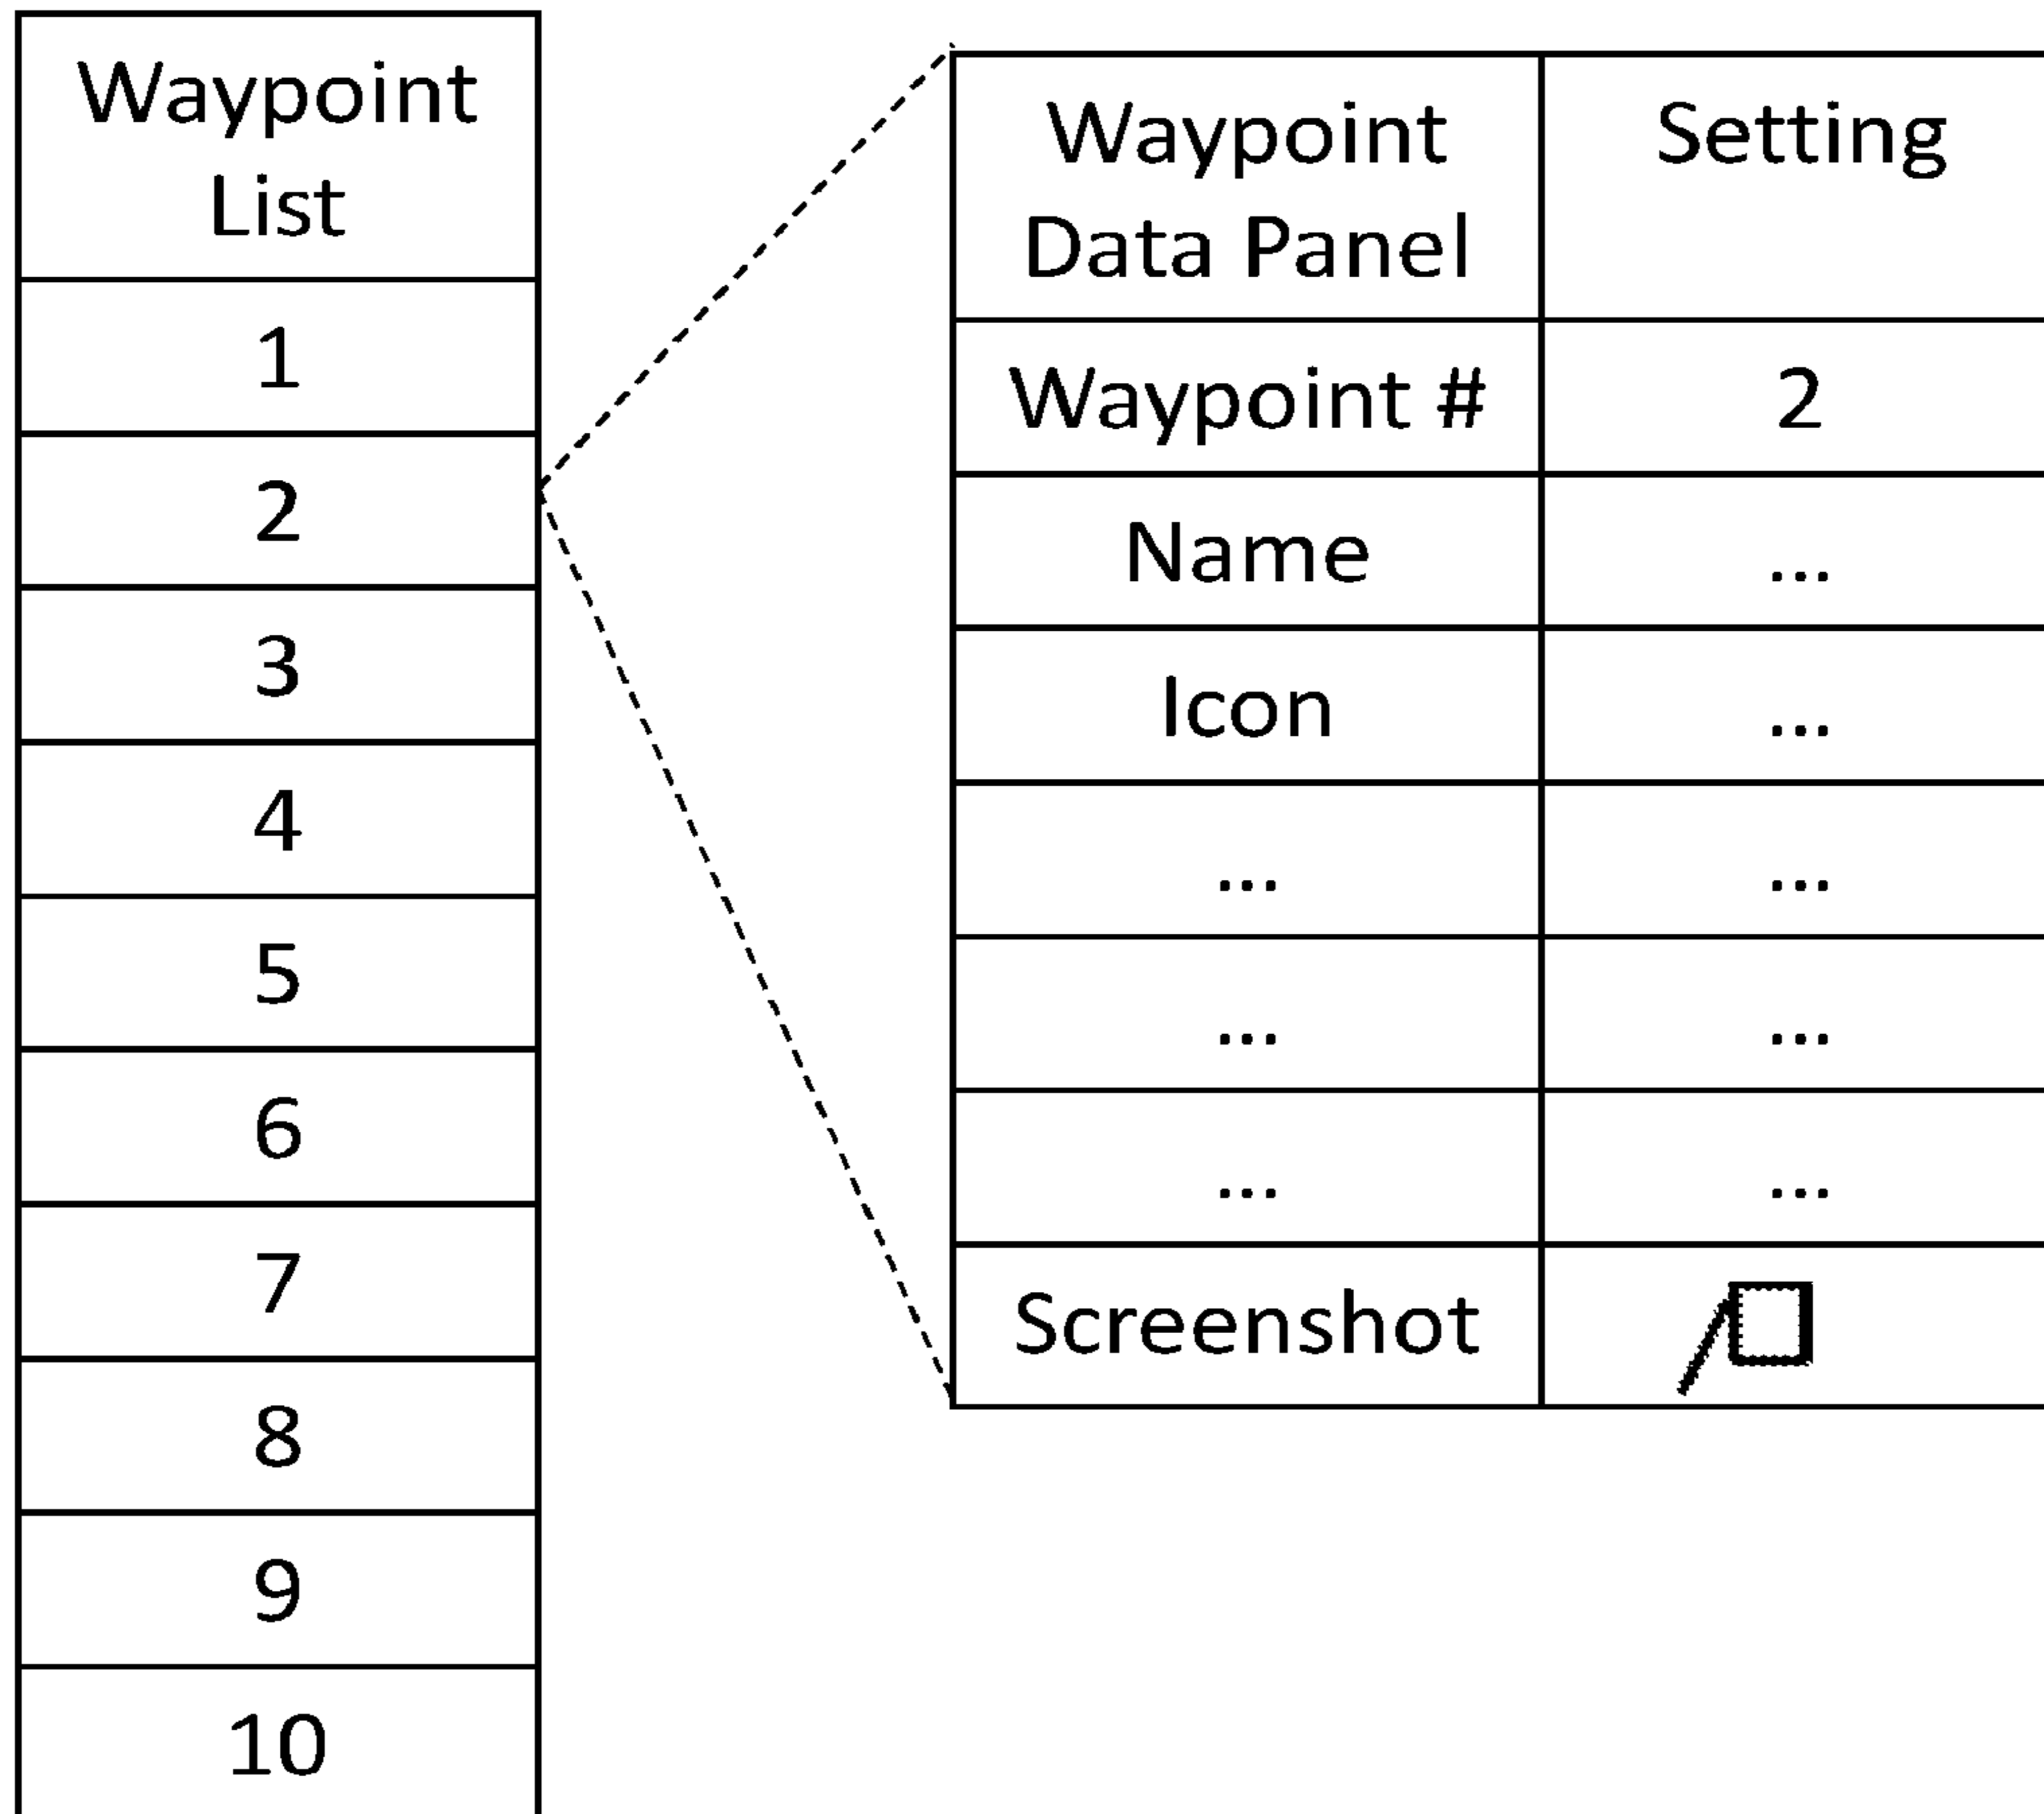 Waypoint
List
1
2
3
4
5
6
7
8
9
10
Waypoint
Data Panel
Setting
Waypoint # 2
Name ...
Icon ...
... ...
... ...
... ...
Screenshot